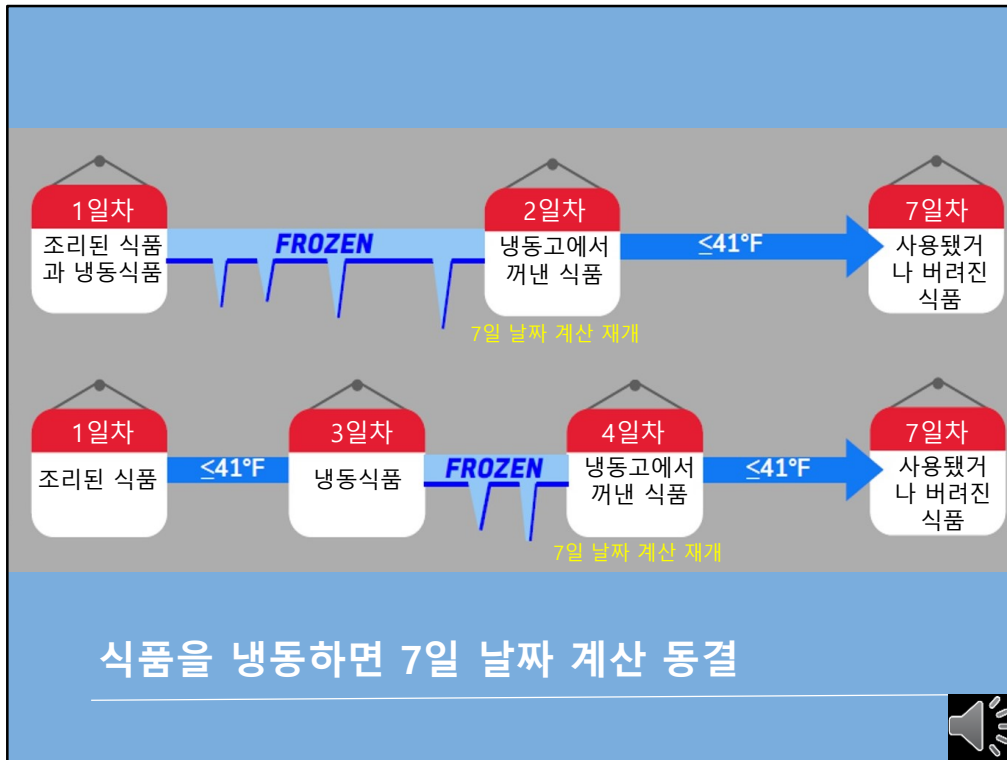 1일차
조리된 식품
과 냉동식품
FROZEN
2일차
냉동고에서
꺼낸 식품
≤41°F
7일차
사용됐거
나 버려진
식품
7일 날짜 계산 재개
1일차
조리된 식품
≤41°F
3일차
냉동식품
FROZEN
4일차
냉동고에서
꺼낸 식품
≤41°F
7일차
사용됐거
나 버려진
식품
7일 날짜 계산 재개
식품을 냉동하면 7일 날짜 계산 동결